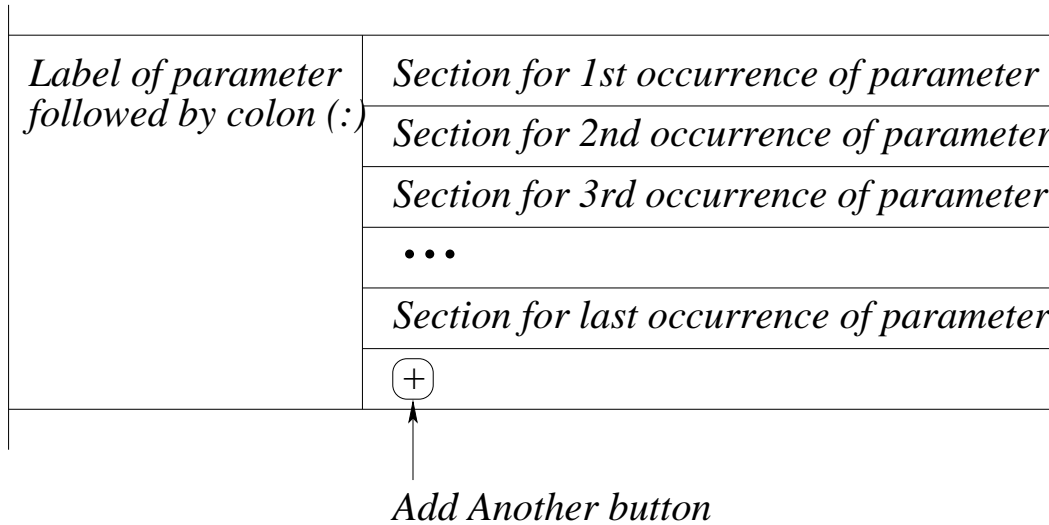 Label of parameter
followed by colon (:)
Section for 1st occurrence of parameter
Section for 2nd occurrence of parameter
Section for 3rd occurrence of parameter
•••
Section for last occurrence of parameter
+
Add Another button